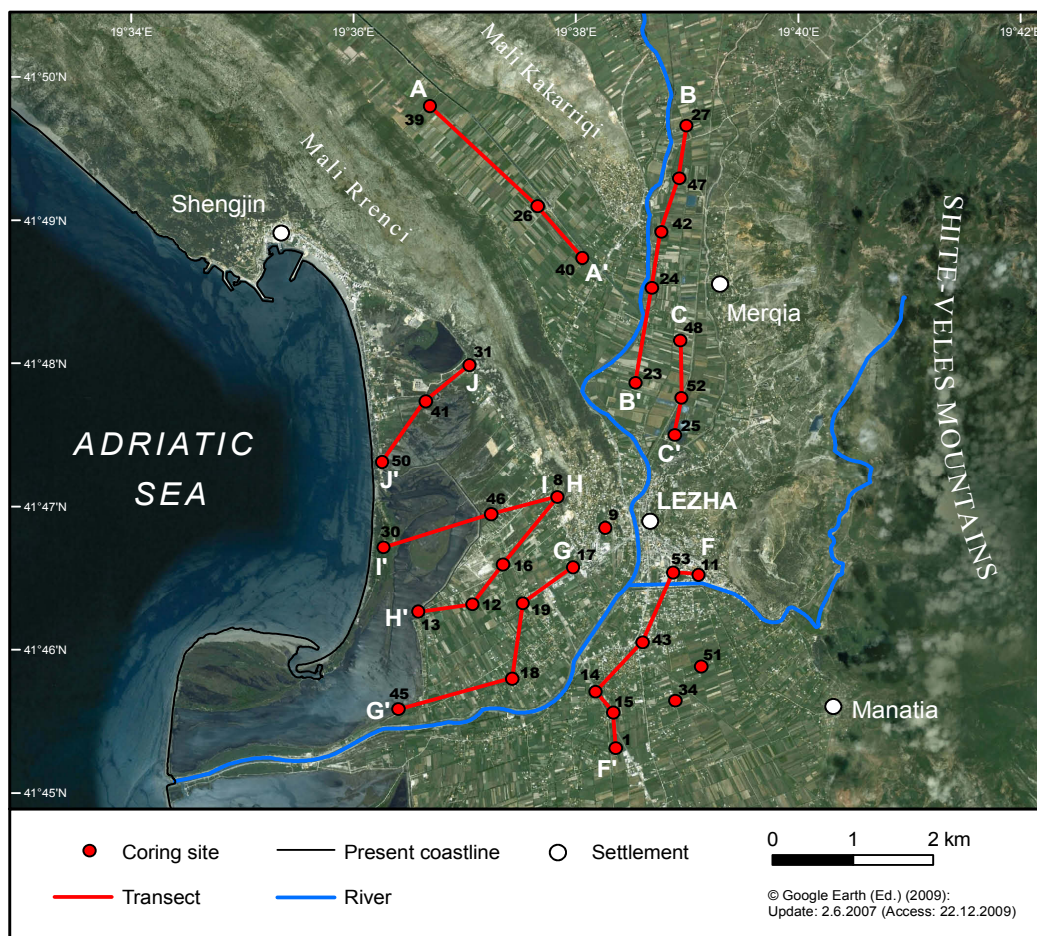 19°34'E
19°36'E
19°38'E
19°40'E
19°42'E
41°50'N
41°49'N
41°48'N
41°47'N
41°46'N
41°45'N
A
39
26
40
A'
Mali Kakarriqi
Mali Rrenci
B
27
47
42
24
23
B'
Shengjin
Merqia
SHITE-VELES MOUNTAINS
C
48
52
25
C'
31
J
41
50
J'
ADRIATIC
SEA
8
I H
46
30
I'
9
LEZHA
16
12
13
H'
G
17
19
18
45
G'
53
F
11
43
51
14
34
15
1
F'
Manatia
Coring site
Present coastline
Settlement
Transect
River
0 1 2 km
© Google Earth (Ed.) (2009):
Update: 2.6.2007 (Access: 22.12.2009)